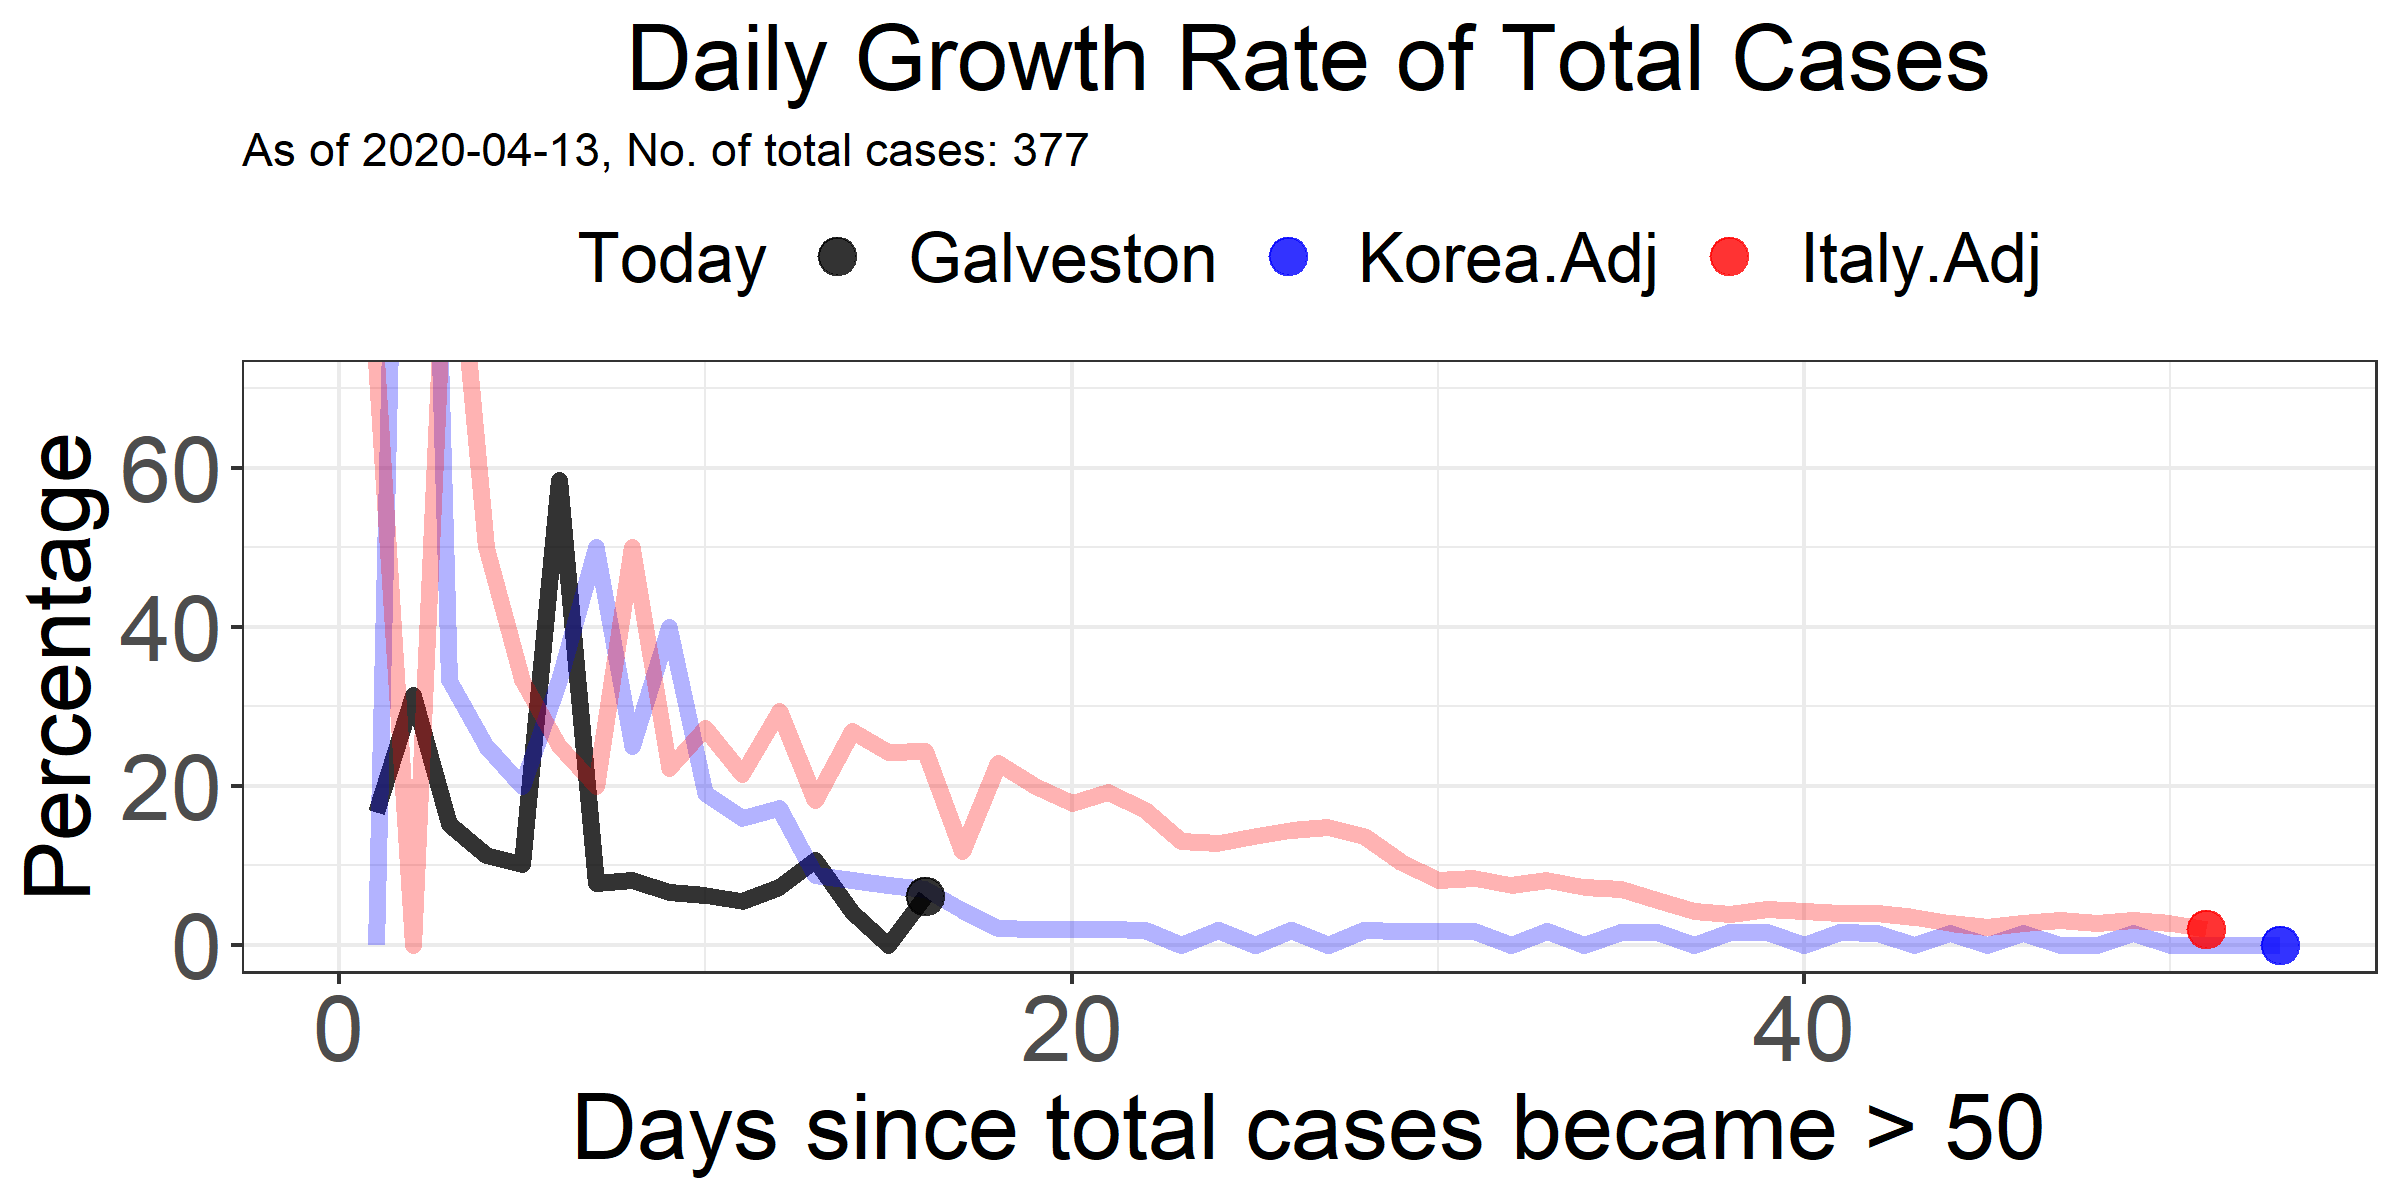 Daily Growth Rate of Total Cases
As of 2020-04-13, No. of total cases: 377
Today Galveston Korea.Adj Italy.Adj
Percentage
60
40
20
0
0 20 40
Days since total cases became > 50